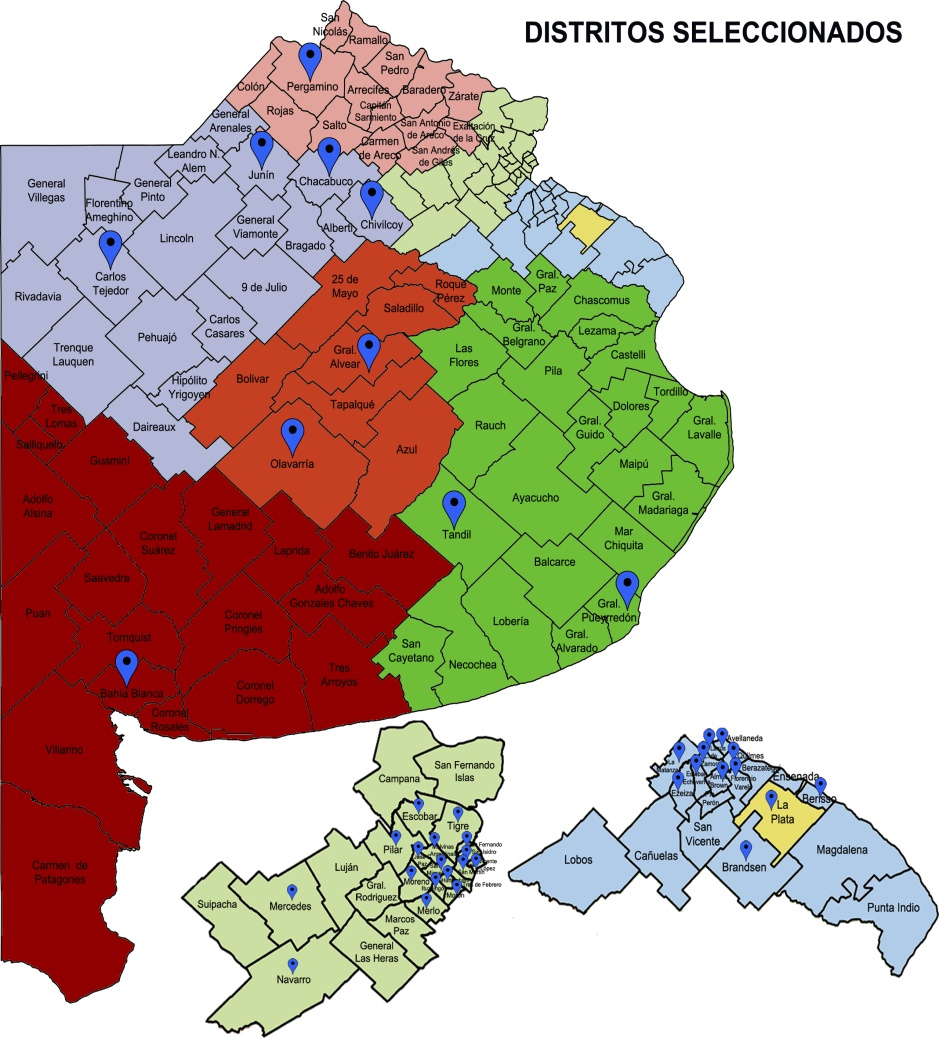 DISTRITOS SELECCIONADOS
San
Nicolás
Ramallo
San
Pedro
Colón
Pergamino
Arrecifes
Baradero
Zárate
Rojas
Capitán
Sarmiento
Salto
San Antonio
de Areco
Exaltación
de la Cruz
Carmen
de Areco
San Andrés
de Giles
General
Arenales
Leandro N.
Alem
Junín
Chacabuco
Chivilcoy
General
Villegas
General
Pinto
Florentino
Ameghino
Lincoln
General
Viamonte
Alberti
Bragado
Carlos
Tejedor
Rivadavia
9 de Julio
Carlos
Casares
Pehuajó
Trenque
Lauquen
Hipólito
Yrigoyen
Daireaux
25 de
Mayo
Roque
Pérez
Saladillo
Gral.
Alvear
Bolivar
Tapalqué
Olavarría
Azul
Monte
Gral.
Paz
Chascomus
Gral.
Belgrano
Lezama
Las
Flores
Castelli
Pila
Tordillo
Dolores
Rauch
Gral.
Guido
Gral.
Lavalle
Maipú
Ayacucho
Gral.
Madariaga
Tandil
Mar
Chiquita
Balcarce
Gral.
Pueyrredón
Lobería
Gral.
Alvarado
San
Cayetano
Necochea
Pellegrini
Tres
Lomas
Salliqueló
Guaminí
Adolfo
Alsina
General
Lamadrid
Coronel
Suárez
Laprida
Benito Juárez
Saavedra
Adolfo
Gonzales Chaves
Puan
Coronel
Pringles
Tornquist
Tres
Arroyos
Bahía Blanca
Coronel
Dorrego
Coronel
Rosales
Villarino
Carmen de
Patagones
Campana
San Fernando
Islas
Escobar
Tigre
Pilar
Luján
Moreno
Gral.
Rodriguez
Mercedes
Suipacha
Merlo
Marcos
Paz
General
Las Heras
Navarro
Tres de Febrero
Avellaneda
Quilmes
Berazategui
Florencio
Varela
Ezeiza
Perón
Ensenada
Berisso
La
Plata
San
Vicente
Brandsen
Cañuelas
Lobos
Magdalena
Punta Indio